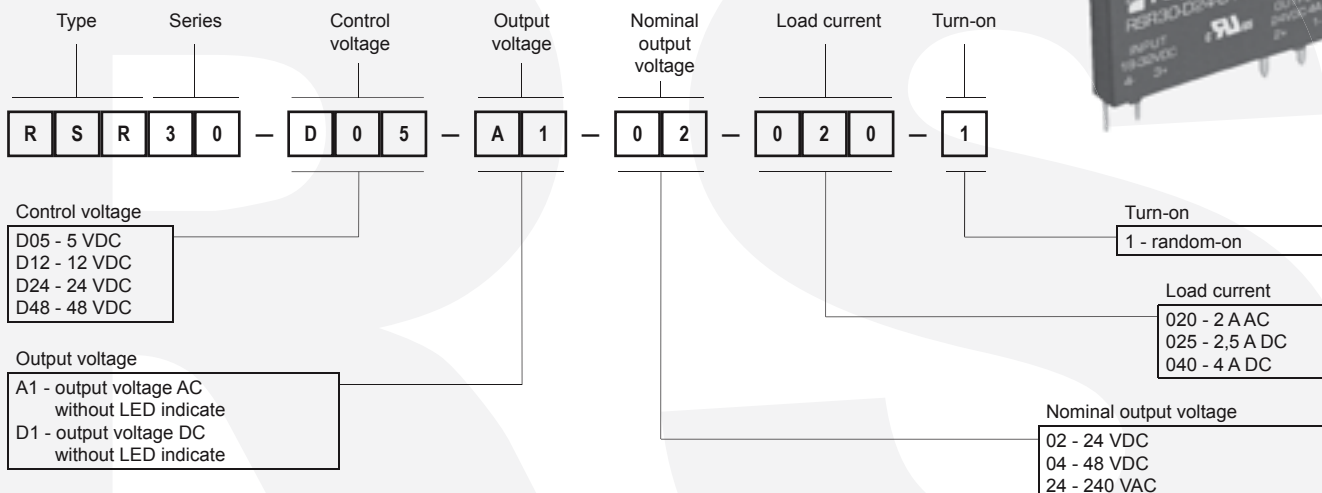 Type
Series
Control
voltage
Output
voltage
Nominal
output
voltage
Load current
Turn-on
R S R 3 0 – D 0 5 – A 1 – 0 2 – 0 2 0 – 1
Control voltage
D05 - 5 VDC
D12 - 12 VDC
D24 - 24 VDC
D48 - 48 VDC
Output voltage
A1 - output voltage AC
without LED indicate
D1 - output voltage DC
without LED indicate
Turn-on
1 - random-on
Load current
020 - 2 A AC
025 - 2,5 A DC
040 - 4 A DC
Nominal output voltage
02 - 24 VDC
04 - 48 VDC
24 - 240 VAC
INPUT
4- 3+
2+